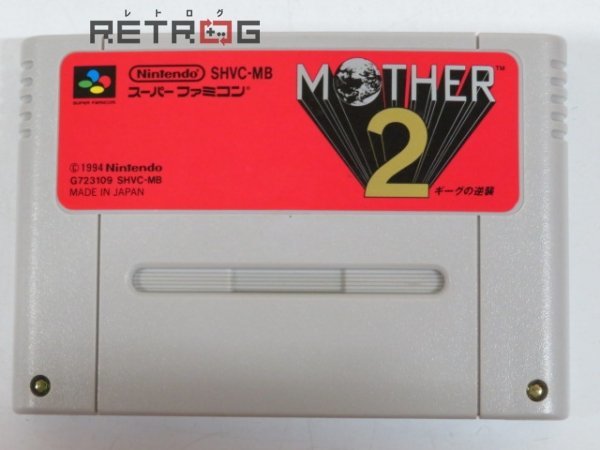 レトログ
RETROG
SUPER FAMICOM
Nintendo SHVC-MB
スーパーファミコン
MOTHER™
2
ギーグの逆襲
© 1994 Nintendo
G723109 SHVC-MB
MADE IN JAPAN